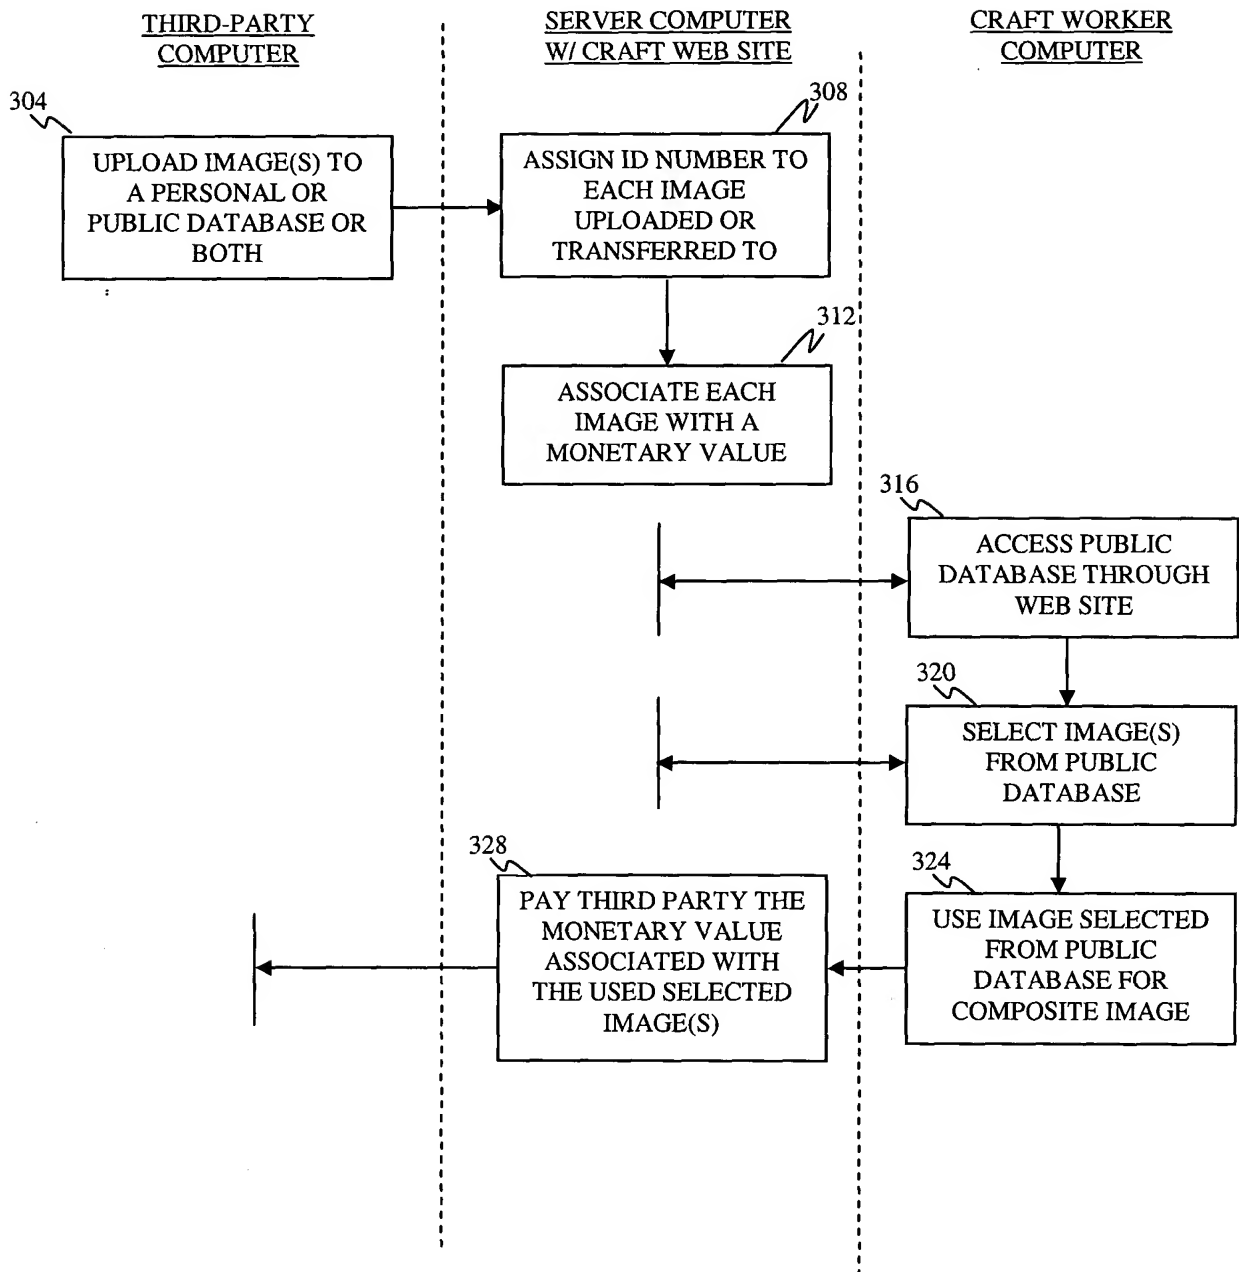 THIRD-PARTY
COMPUTER
SERVER COMPUTER
W/ CRAFT WEB SITE
CRAFT WORKER
COMPUTER
304
UPLOAD IMAGE(S) TO
A PERSONAL OR
PUBLIC DATABASE OR
BOTH
308
ASSIGN ID NUMBER TO
EACH IMAGE
UPLOADED OR
TRANSFERRED TO
312
ASSOCIATE EACH
IMAGE WITH A
MONETARY VALUE
316
ACCESS PUBLIC
DATABASE THROUGH
WEB SITE
320
SELECT IMAGE(S)
FROM PUBLIC
DATABASE
324
USE IMAGE SELECTED
FROM PUBLIC
DATABASE FOR
COMPOSITE IMAGE
328
PAY THIRD PARTY THE
MONETARY VALUE
ASSOCIATED WITH
THE USED SELECTED
IMAGE(S)